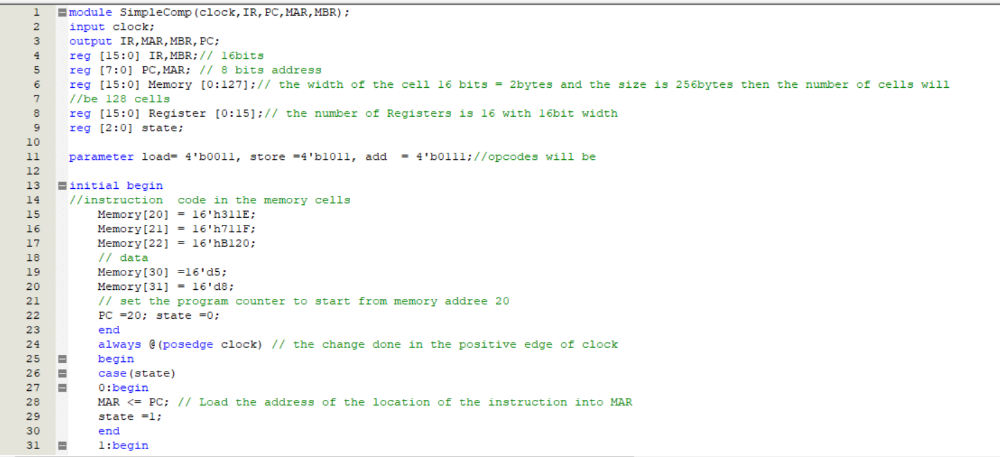 1 module SimpleComp(clock,IR,PC,MAR,MBR);
2 input clock;
3 output IR,MAR,MBR,PC;
4 reg [15:0] IR,MBR;// 16bits
5 reg [7:0] PC,MAR; // 8 bits address
6 reg [15:0] Memory [0:127];// the width of the cell 16 bits = 2bytes and the size is 256bytes then the number of cells will
7 //be 128 cells
8 reg [15:0] Register [0:15];// the number of Registers is 16 with 16bit width
9 reg [2:0] state;
10
11 parameter load= 4'b0011, store =4'b1011, add  = 4'b0111;//opcodes will be
12
13 initial begin
14 //instruction  code in the memory cells
15 Memory[20] = 16'h311E;
16 Memory[21] = 16'h711F;
17 Memory[22] = 16'hB120;
18 // data
19 Memory[30] =16'd5;
20 Memory[31] = 16'd8;
21 // set the program counter to start from memory addree 20
22 PC =20; state =0;
23 end
24 always @(posedge clock) // the change done in the positive edge of clock
25 begin
26 case(state)
27 0:begin
28 MAR <= PC; // Load the address of the location of the instruction into MAR
29 state =1;
30 end
31 1:begin